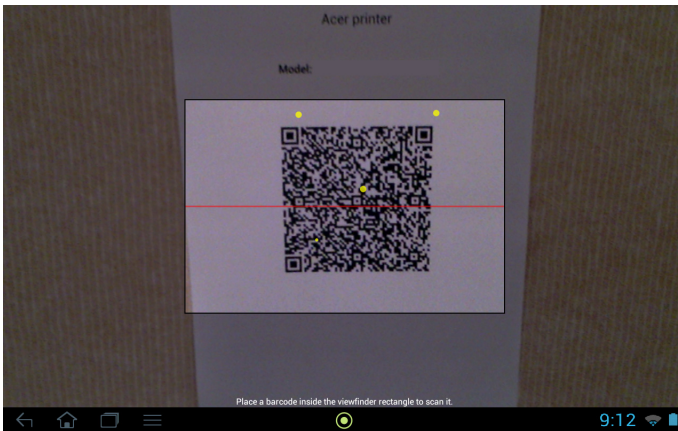 Acer printer
Model:
Place a barcode inside the viewfinder rectangle to scan it.
9:12